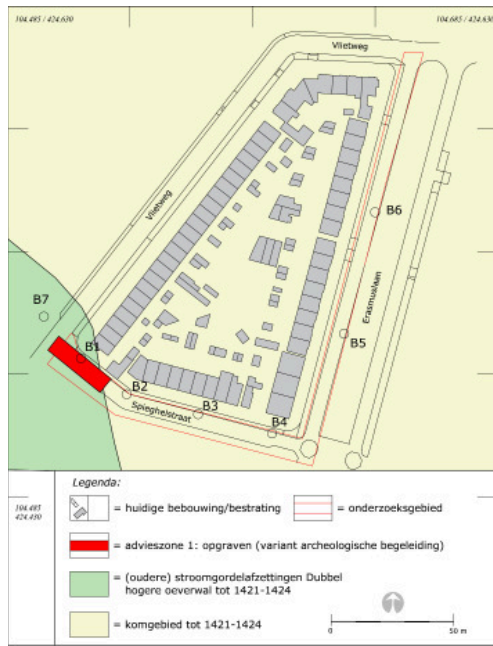 104.485 / 424.630
104.685 / 424.630
Vlietweg
Vlietweg
B6
Erasmuslaan
B7
B1
B5
B2
B3
Spieghelstraat
B4
Legenda:
104.485
424.430
= huidige bebouwing/bestrating
= onderzoeksgebied
= advieszone 1: opgraven (variant archeologische begeleiding)
= (oudere) stroomgordelafzettingen Dubbel
hogere oeverwal tot 1421-1424
= komgebied tot 1421-1424
0
50 m